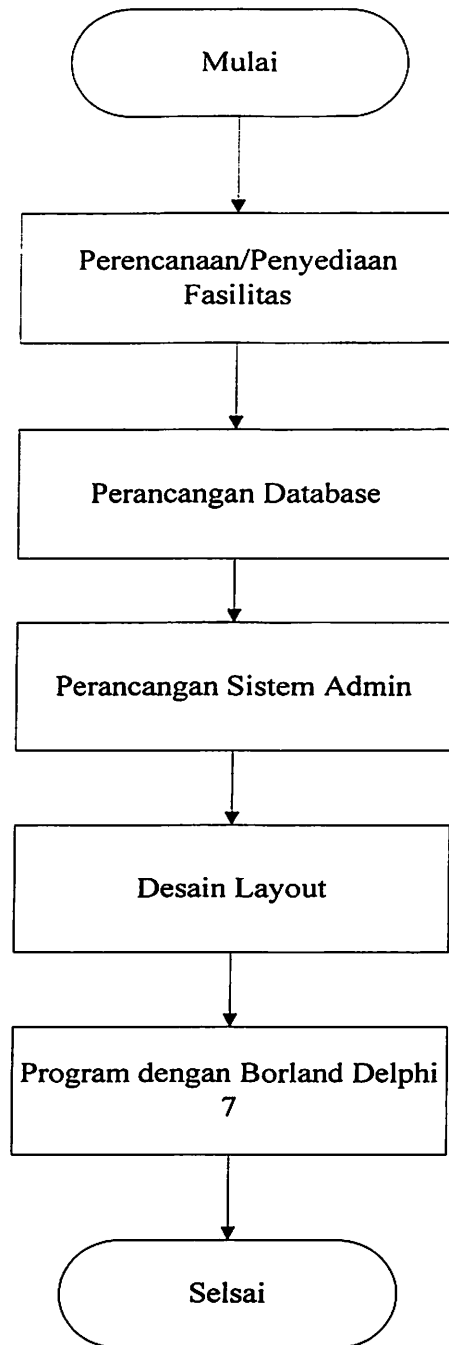 Mulai
Perencanaan/Penyediaan
Fasilitas
Perancangan Database
Perancangan Sistem Admin
Desain Layout
Program dengan Borland Delphi
7
Selsai